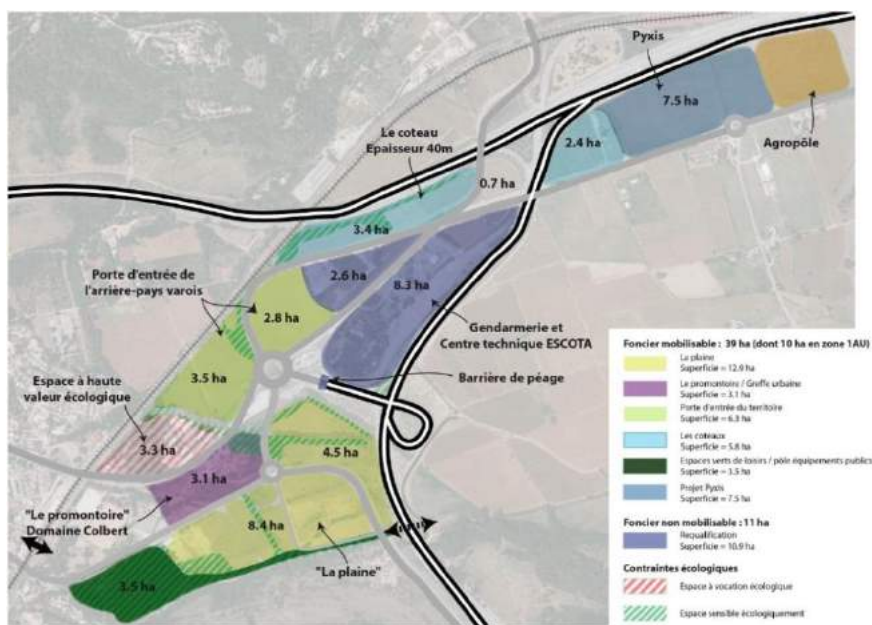 Pyxis
7.5 ha
Agropôle
Le coteau
Epaisseur 40m
2.4 ha
0.7 ha
3.4 ha
Porte d'entrée de
l'arrière-pays varois
2.6 ha
8.3 ha
2.8 ha
Gendarmerie et
Centre technique ESCOTA
3.5 ha
Barrière de péage
Espace à haute
valeur écologique
3.3 ha
4.5 ha
3.1 ha
"Le promontoire"
Domaine Colbert
8.4 ha
"La plaine"
3.5 ha
Foncier mobilisable : 39 ha (dont 10 ha en zone 1AU)
La plaine
Superficie = 12.9 ha
Le promontoire / Greffe urbaine
Superficie = 3.1 ha
Porte d'entrée du territoire
Superficie = 6.3 ha
Les coteaux
Superficie = 5.8 ha
Espaces verts de loisirs / pôle équipements publics
Superficie = 3.5 ha
Projet Pyxis
Superficie = 7.5 ha
Foncier non mobilisable : 11 ha
Requalification
Superficie = 10.9 ha
Contraintes écologiques
Espace à vocation écologique
Espace sensible écologiquement